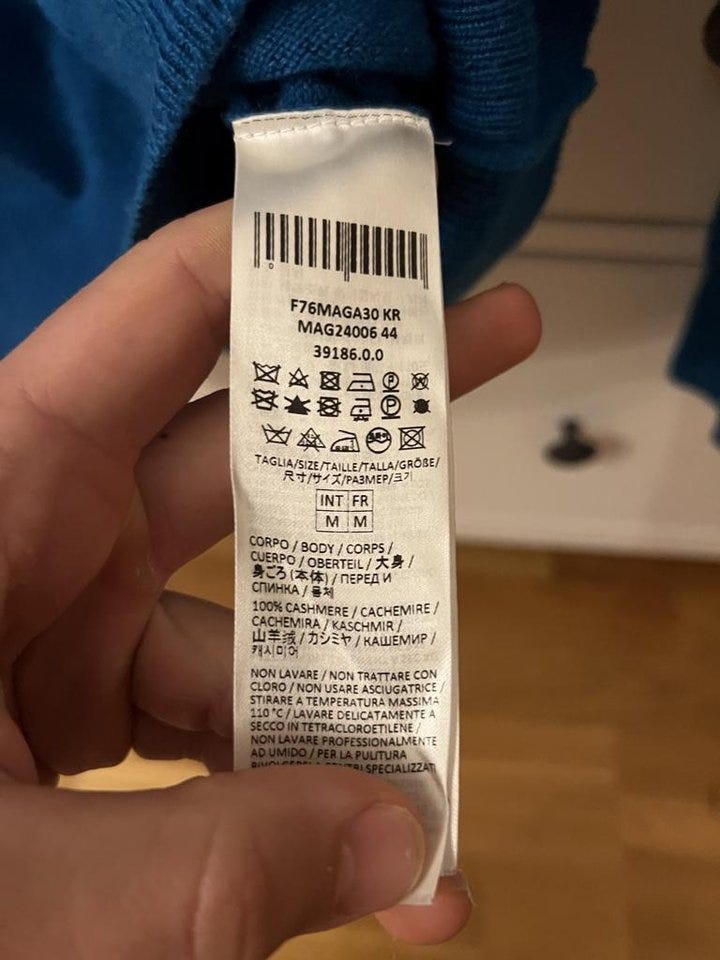 0
F76MAGA30 KR
MAG24006 44
39186.0.0
TAGLIA/SIZE/TAILLE/TALLA/GRÖßE/
尺寸/サイズ/РАЗМЕР/크기
INT FR
M M
CORPO / BODY / CORPS /
CUERPO / OBERTEIL / 大身 /
身ごろ (本体) / ПЕРЕД И
СПИНКА / 몸체
100% CASHMERE / CACHEMIRE /
CACHEMIRA / KASCHMIR /
山羊绒 / カシミヤ / КАШЕМИР /
캐시미어
NON LAVARE / NON TRATTARE CON
CLORO / NON USARE ASCIUGATRICE /
STIRARE A TEMPERATURA MASSIMA
110 °C / LAVARE DELICATAMENTE A
SECCO IN TETRACLOROETILENE /
NON LAVARE PROFESSIONALMENTE
AD UMIDO / PER LA PULITURA
SPECIALIZZATI